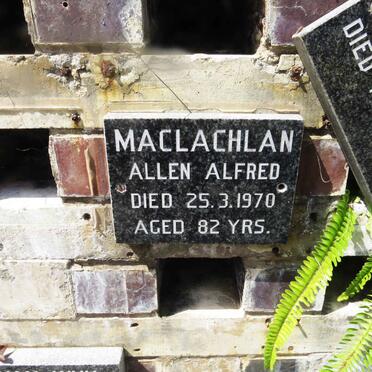 MACLACHLAN
ALLEN ALFRED
DIED 25.3.1970
AGED 82 YRS.
DIED